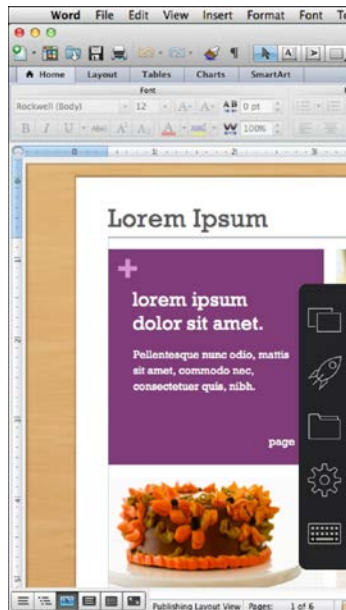 Word File Edit View Insert Format Font
Home Layout Tables Charts SmartArt
Font
Rockwell (Body) 12 A A AB 0 pt
B I U ABC A A A W 100%
Lorem Ipsum
lorem ipsum
dolor sit amet.
Pellentesque nunc odio, mattis
sit amet, commodo nec,
consectetuer quis, nibh.
page
Publishing Layout View Pages: 1 of 6